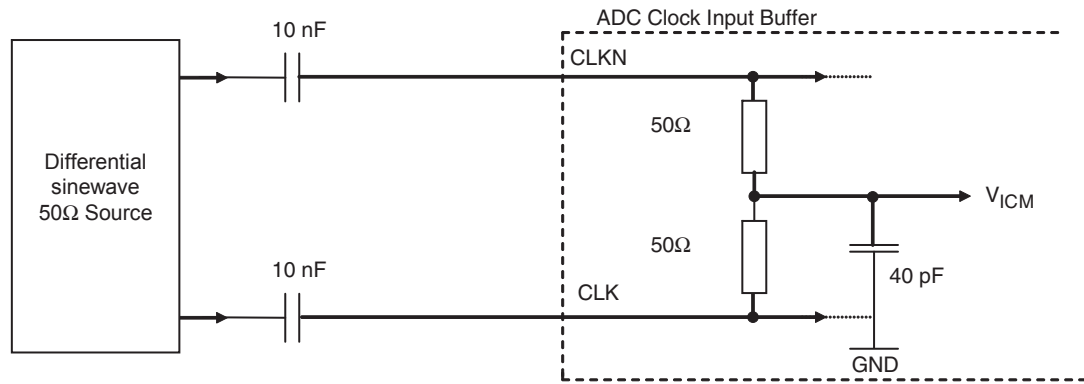 ADC Clock Input Buffer
10 nF
CLKN
50Ω
Differential
sinewave
50Ω Source
VICM
50Ω
10 nF
40 pF
CLK
GND